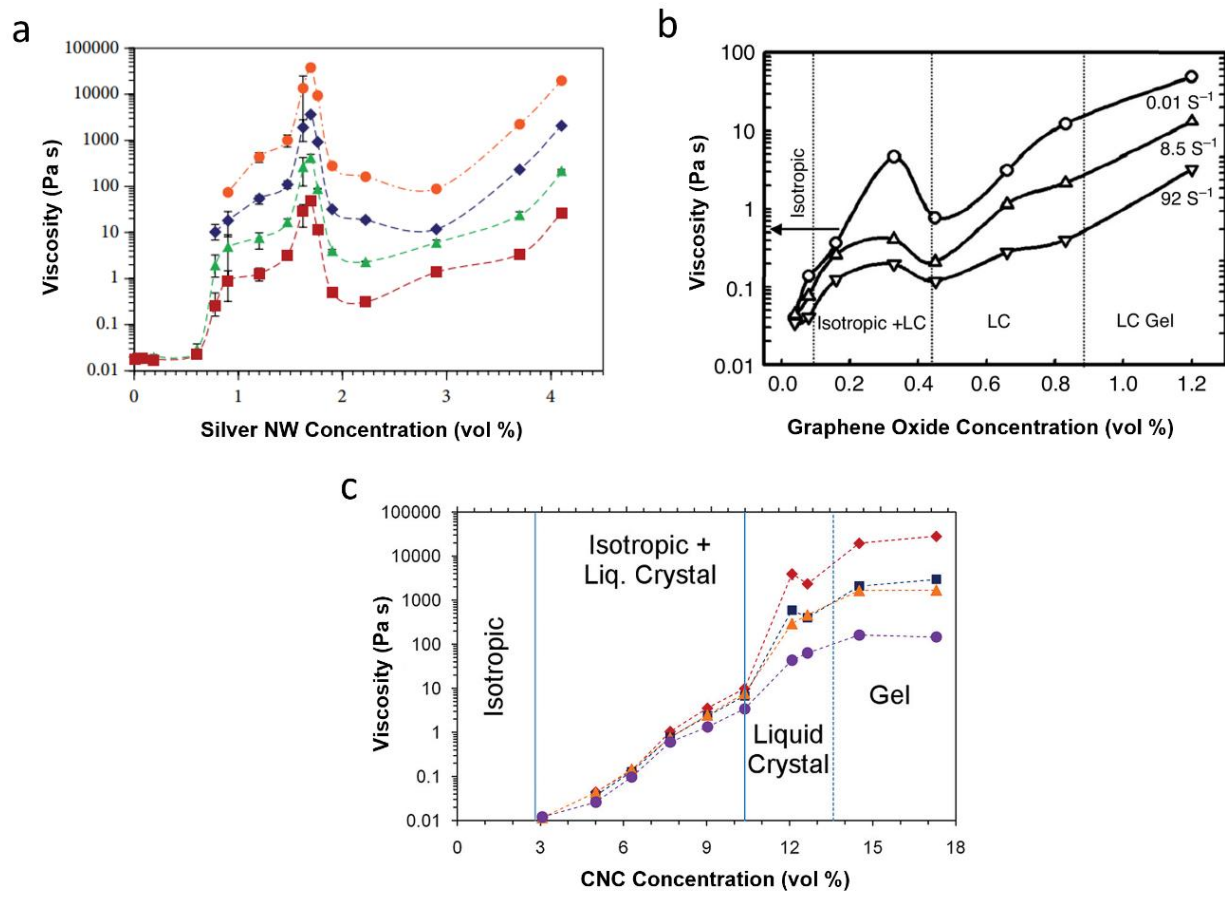 a
100000
10000
1000
100
10
1
0.1
0.01
Viscosity (Pa s)
0 1 2 3 4
Silver NW Concentration (vol %)
b
100
10
1
0.1
0.01
Viscosity (Pa s)
Isotropic
0.01 S⁻¹
8.5 S⁻¹
92 S⁻¹
Isotropic +LC
LC
LC Gel
0.0 0.2 0.4 0.6 0.8 1.0 1.2
Graphene Oxide Concentration (vol %)
c
100000
10000
1000
100
10
1
0.1
0.01
Viscosity (Pa s)
Isotropic
Isotropic +
Liq. Crystal
Liquid
Crystal
Gel
0 3 6 9 12 15 18
CNC Concentration (vol %)